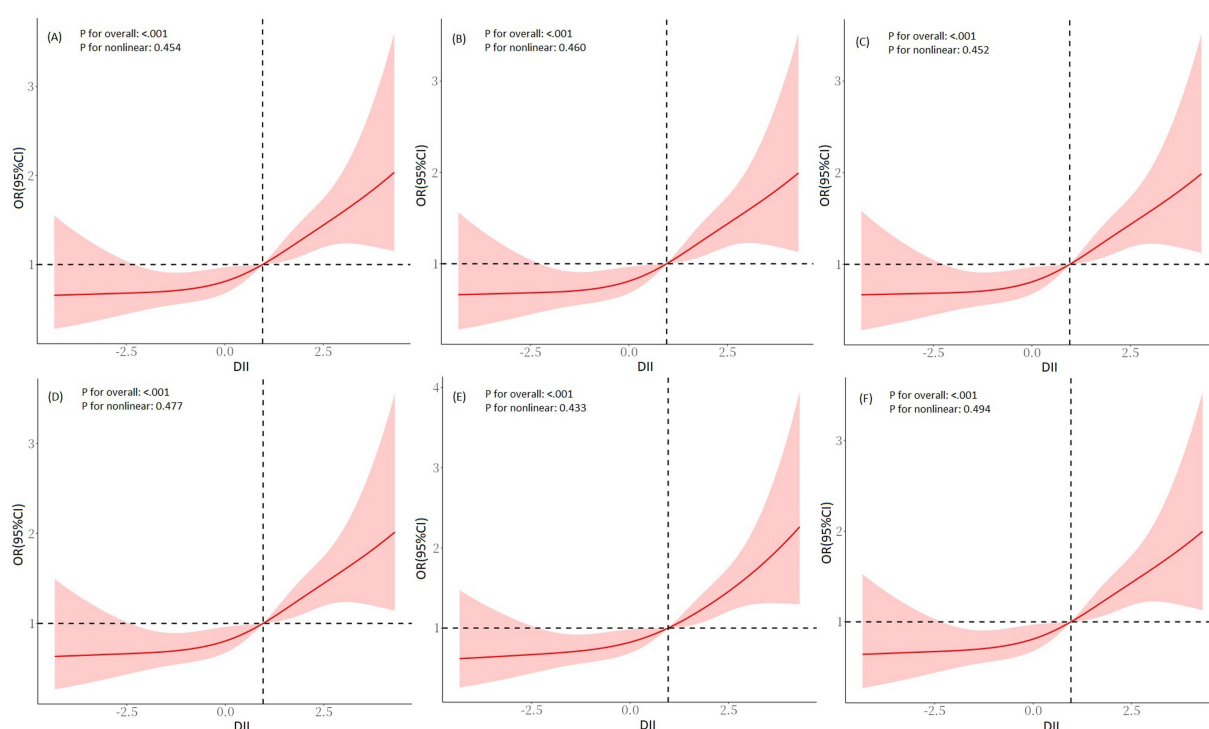 (A)
P for overall: <.001
P for nonlinear: 0.454
3
2
1
OR(95%CI)
-2.5
0.0
2.5
DII
(B)
P for overall: <.001
P for nonlinear: 0.460
3
2
1
OR(95%CI)
-2.5
0.0
2.5
DII
(C)
P for overall: <.001
P for nonlinear: 0.452
3
2
1
OR(95%CI)
-2.5
0.0
2.5
DII
(D)
P for overall: <.001
P for nonlinear: 0.477
3
2
1
OR(95%CI)
-2.5
0.0
2.5
DII
(E)
P for overall: <.001
P for nonlinear: 0.433
4
3
2
1
OR(95%CI)
-2.5
0.0
2.5
DII
(F)
P for overall: <.001
P for nonlinear: 0.494
3
2
1
OR(95%CI)
-2.5
0.0
2.5
DII